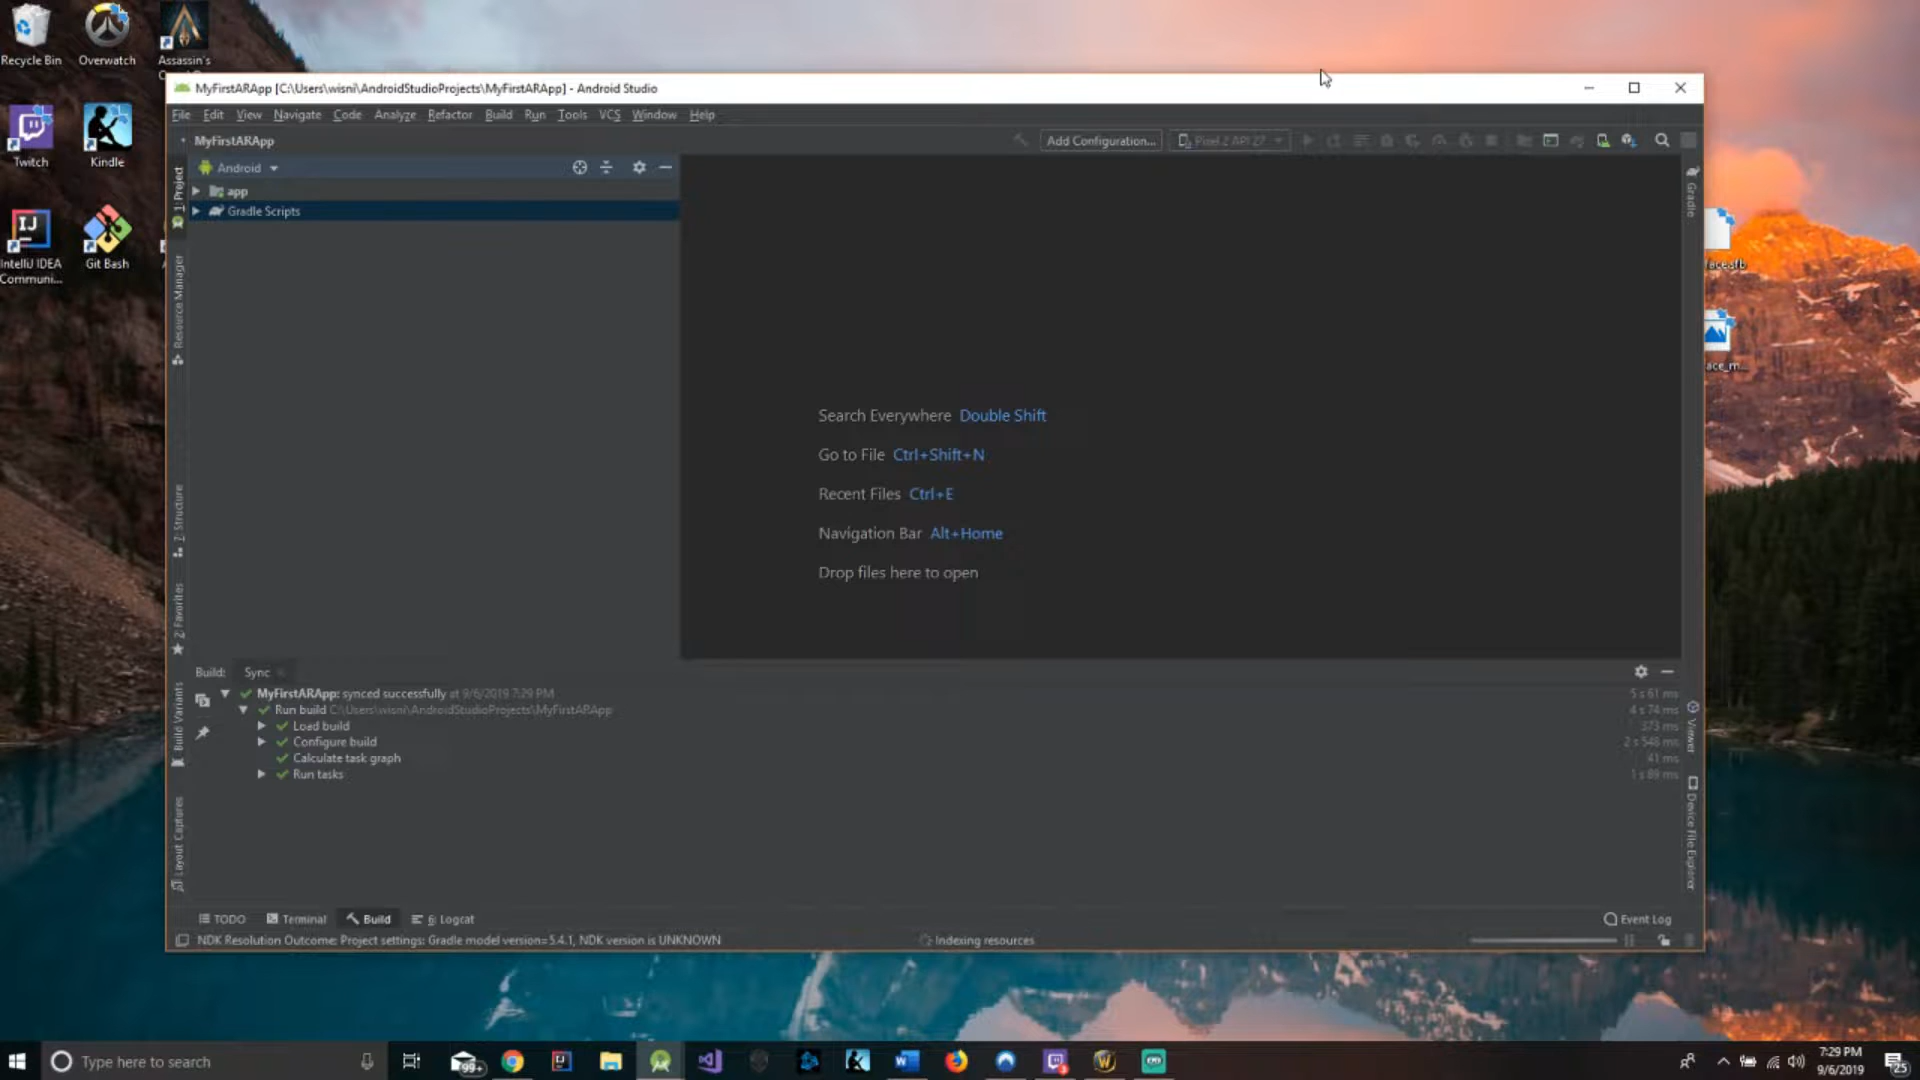 Recycle Bin
Overwatch
Assassin's
Twitch
Kindle
IntelliJ IDEA
Communi...
Git Bash
MyFirstARApp [C:\Users\wisni\AndroidStudioProjects\MyFirstARApp] - Android Studio
File Edit View Navigate Code Analyze Refactor Build Run Tools VCS Window Help
MyFirstARApp
Add Configuration...
Pixel 2 API 27
Android
app
Gradle Scripts
1: Project
Resource Manager
7: Structure
2: Favorites
Build Variants
Layout Captures
Gradle
Viewer
Device File Explorer
Search Everywhere Double Shift
Go to File Ctrl+Shift+N
Recent Files Ctrl+E
Navigation Bar Alt+Home
Drop files here to open
Build: Sync
MyFirstARApp: synced successfully at 9/6/2019 7:29 PM 5 s 61 ms
Run build C:\Users\wisni\AndroidStudioProjects\MyFirstARApp 4 s 74 ms
Load build 373 ms
Configure build 2 s 548 ms
Calculate task graph 41 ms
Run tasks 1 s 89 ms
TODO Terminal Build 6: Logcat Event Log
NDK Resolution Outcome: Project settings: Gradle model version=5.4.1, NDK version is UNKNOWN Indexing resources
Type here to search
99+
7:29 PM
9/6/2019
25